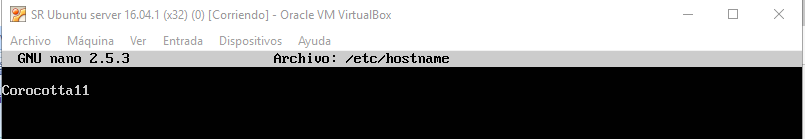 SR Ubuntu server 16.04.1 (x32) (0) [Corriendo] - Oracle VM VirtualBox
Archivo Máquina Ver Entrada Dispositivos Ayuda
GNU nano 2.5.3 Archivo: /etc/hostname
Corocotta11